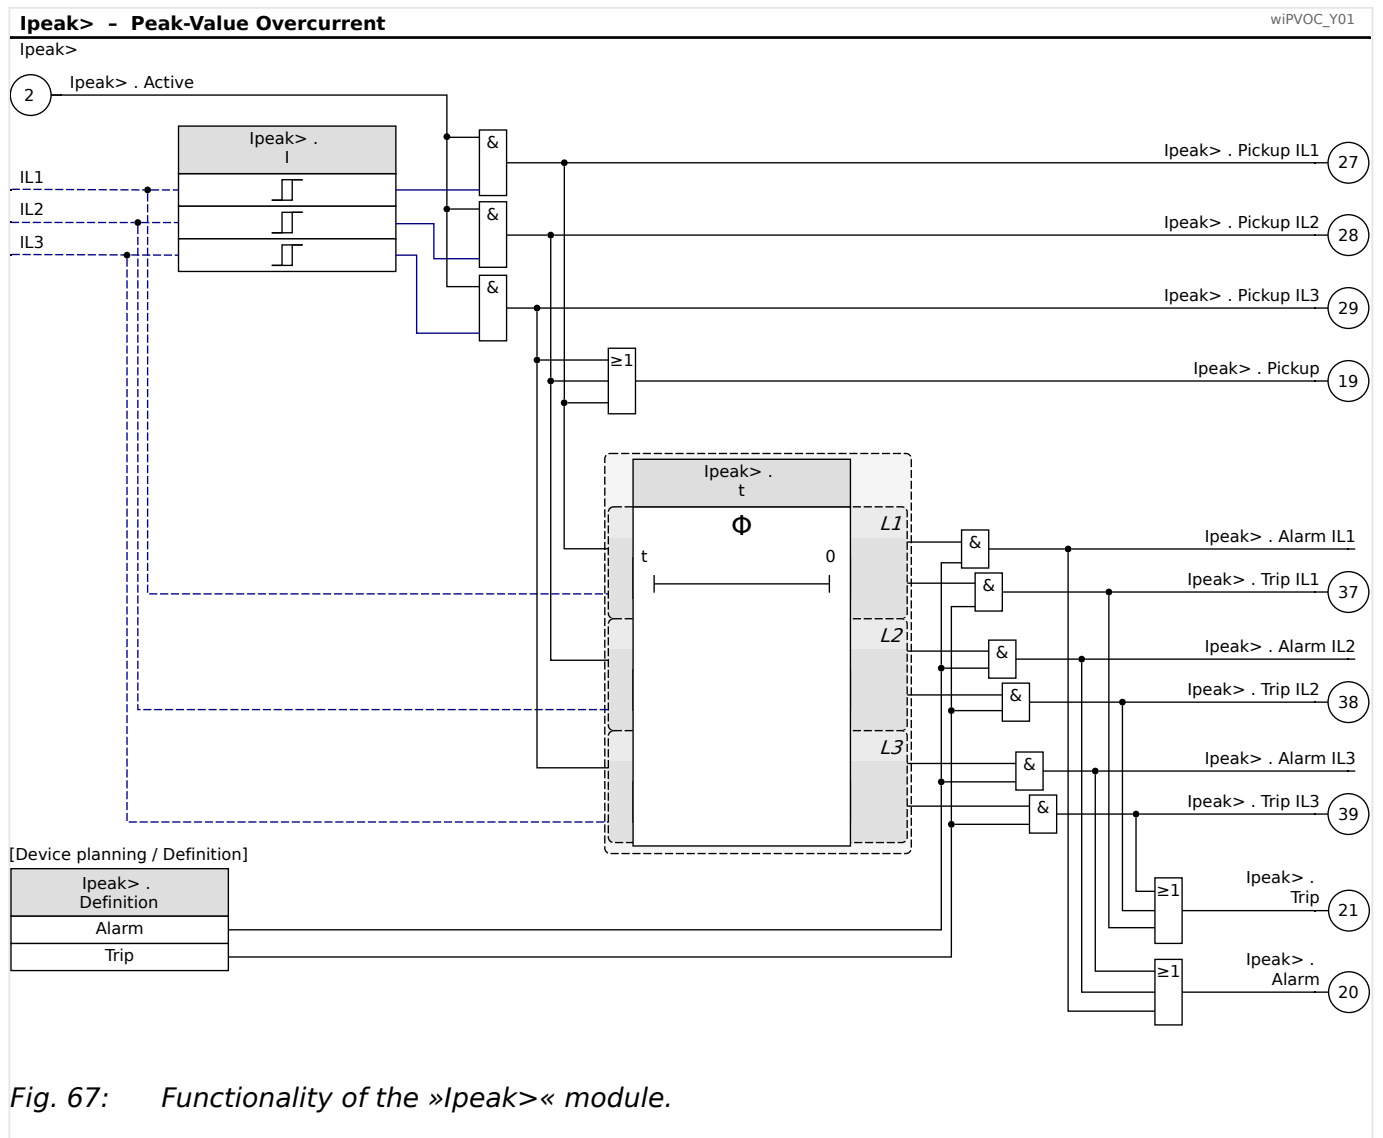 Ipeak> – Peak-Value Overcurrent
wiPVOC_Y01
Ipeak>
2
Ipeak> . Active
Ipeak> .
I
IL1
IL2
IL3
&
&
&
Ipeak> . Pickup IL1
27
Ipeak> . Pickup IL2
28
Ipeak> . Pickup IL3
29
≥1
Ipeak> . Pickup
19
Ipeak> .
t
Φ
t 0
L1
L2
L3
&
Ipeak> . Alarm IL1
&
Ipeak> . Trip IL1
37
&
Ipeak> . Alarm IL2
&
Ipeak> . Trip IL2
38
&
Ipeak> . Alarm IL3
&
Ipeak> . Trip IL3
39
[Device planning / Definition]
Ipeak> .
Definition
Alarm
Trip
≥1
Ipeak> .
Trip
21
≥1
Ipeak> .
Alarm
20
Fig. 67: Functionality of the »Ipeak>« module.